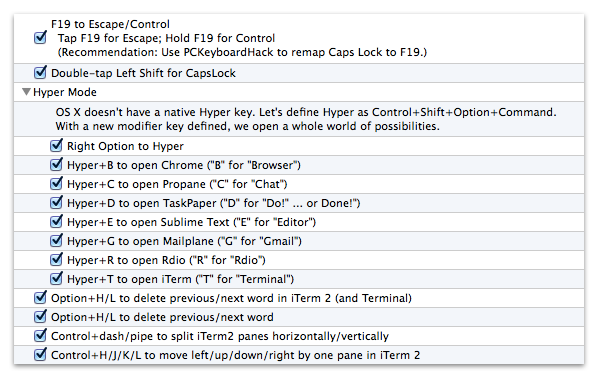 F19 to Escape/Control
Tap F19 for Escape; Hold F19 for Control
(Recommendation: Use PCKeyboardHack to remap Caps Lock to F19.)
Double-tap Left Shift for CapsLock
Hyper Mode
OS X doesn't have a native Hyper key. Let's define Hyper as Control+Shift+Option+Command.
With a new modifier key defined, we open a whole world of possibilities.
Right Option to Hyper
Hyper+B to open Chrome ("B" for "Browser")
Hyper+C to open Propane ("C" for "Chat")
Hyper+D to open TaskPaper ("D" for "Do!" ... or Done!")
Hyper+E to open Sublime Text ("E" for "Editor")
Hyper+G to open Mailplane ("G" for "Gmail")
Hyper+R to open Rdio ("R" for "Rdio")
Hyper+T to open iTerm ("T" for "Terminal")
Option+H/L to delete previous/next word in iTerm 2 (and Terminal)
Option+H/L to delete previous/next word
Control+dash/pipe to split iTerm2 panes horizontally/vertically
Control+H/J/K/L to move left/up/down/right by one pane in iTerm 2